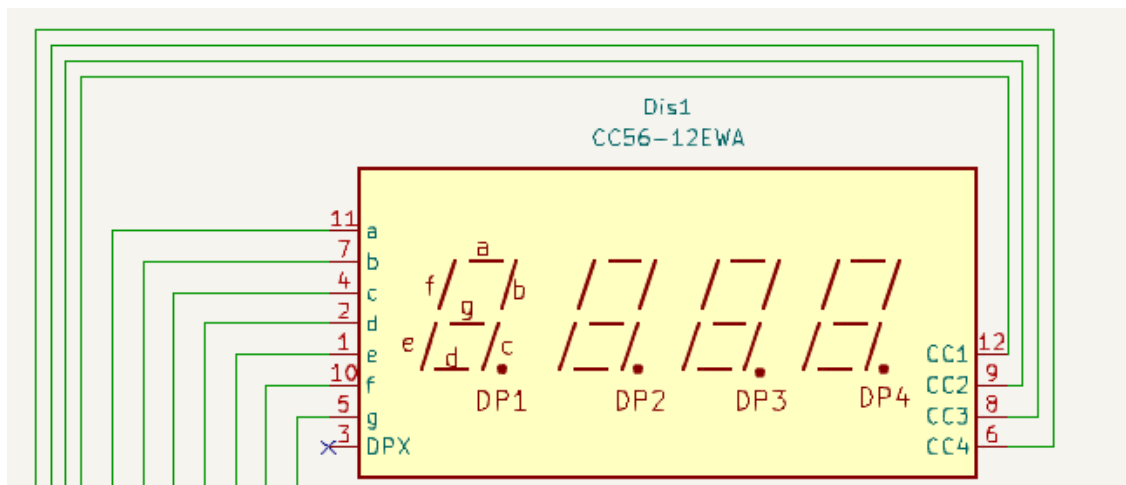 Dis1
CC56-12EWA
11 a
7 b
4 c
2 d
1 e
10 f
5 g
3 DPX
a
f b
g
e d c
DP1 DP2 DP3 DP4
CC1 12
CC2 9
CC3 8
CC4 6